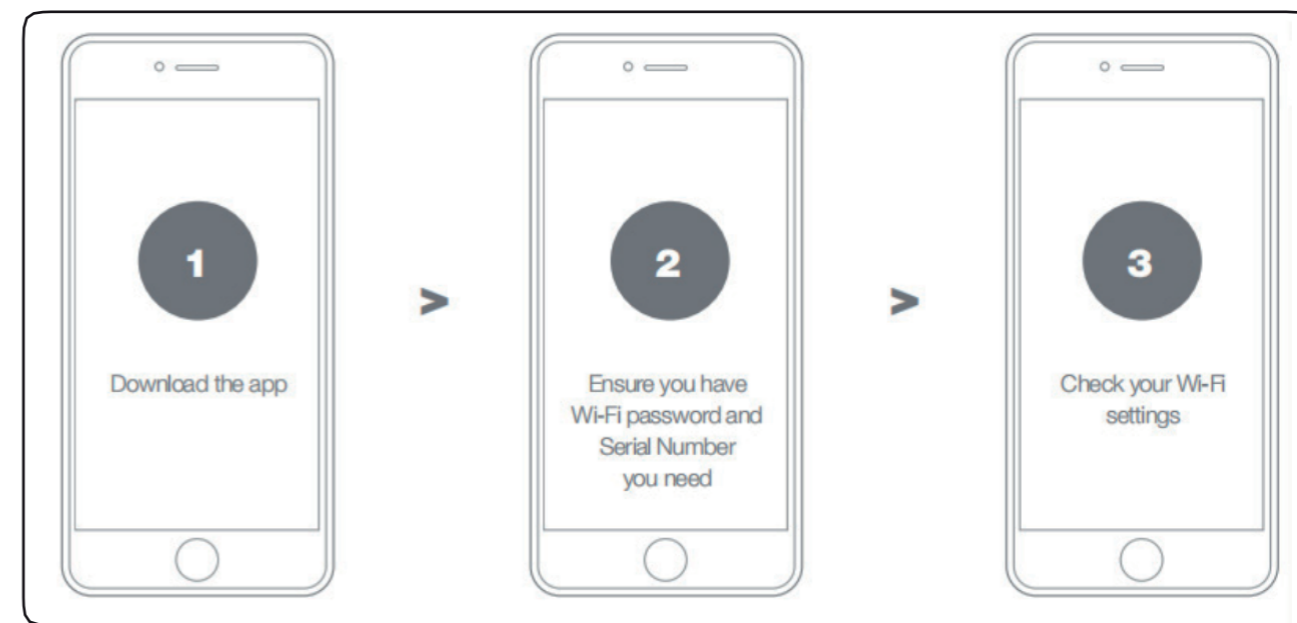 1
Download the app
>
2
Ensure you have
Wi-Fi password and
Serial Number
you need
>
3
Check your Wi-Fi
settings